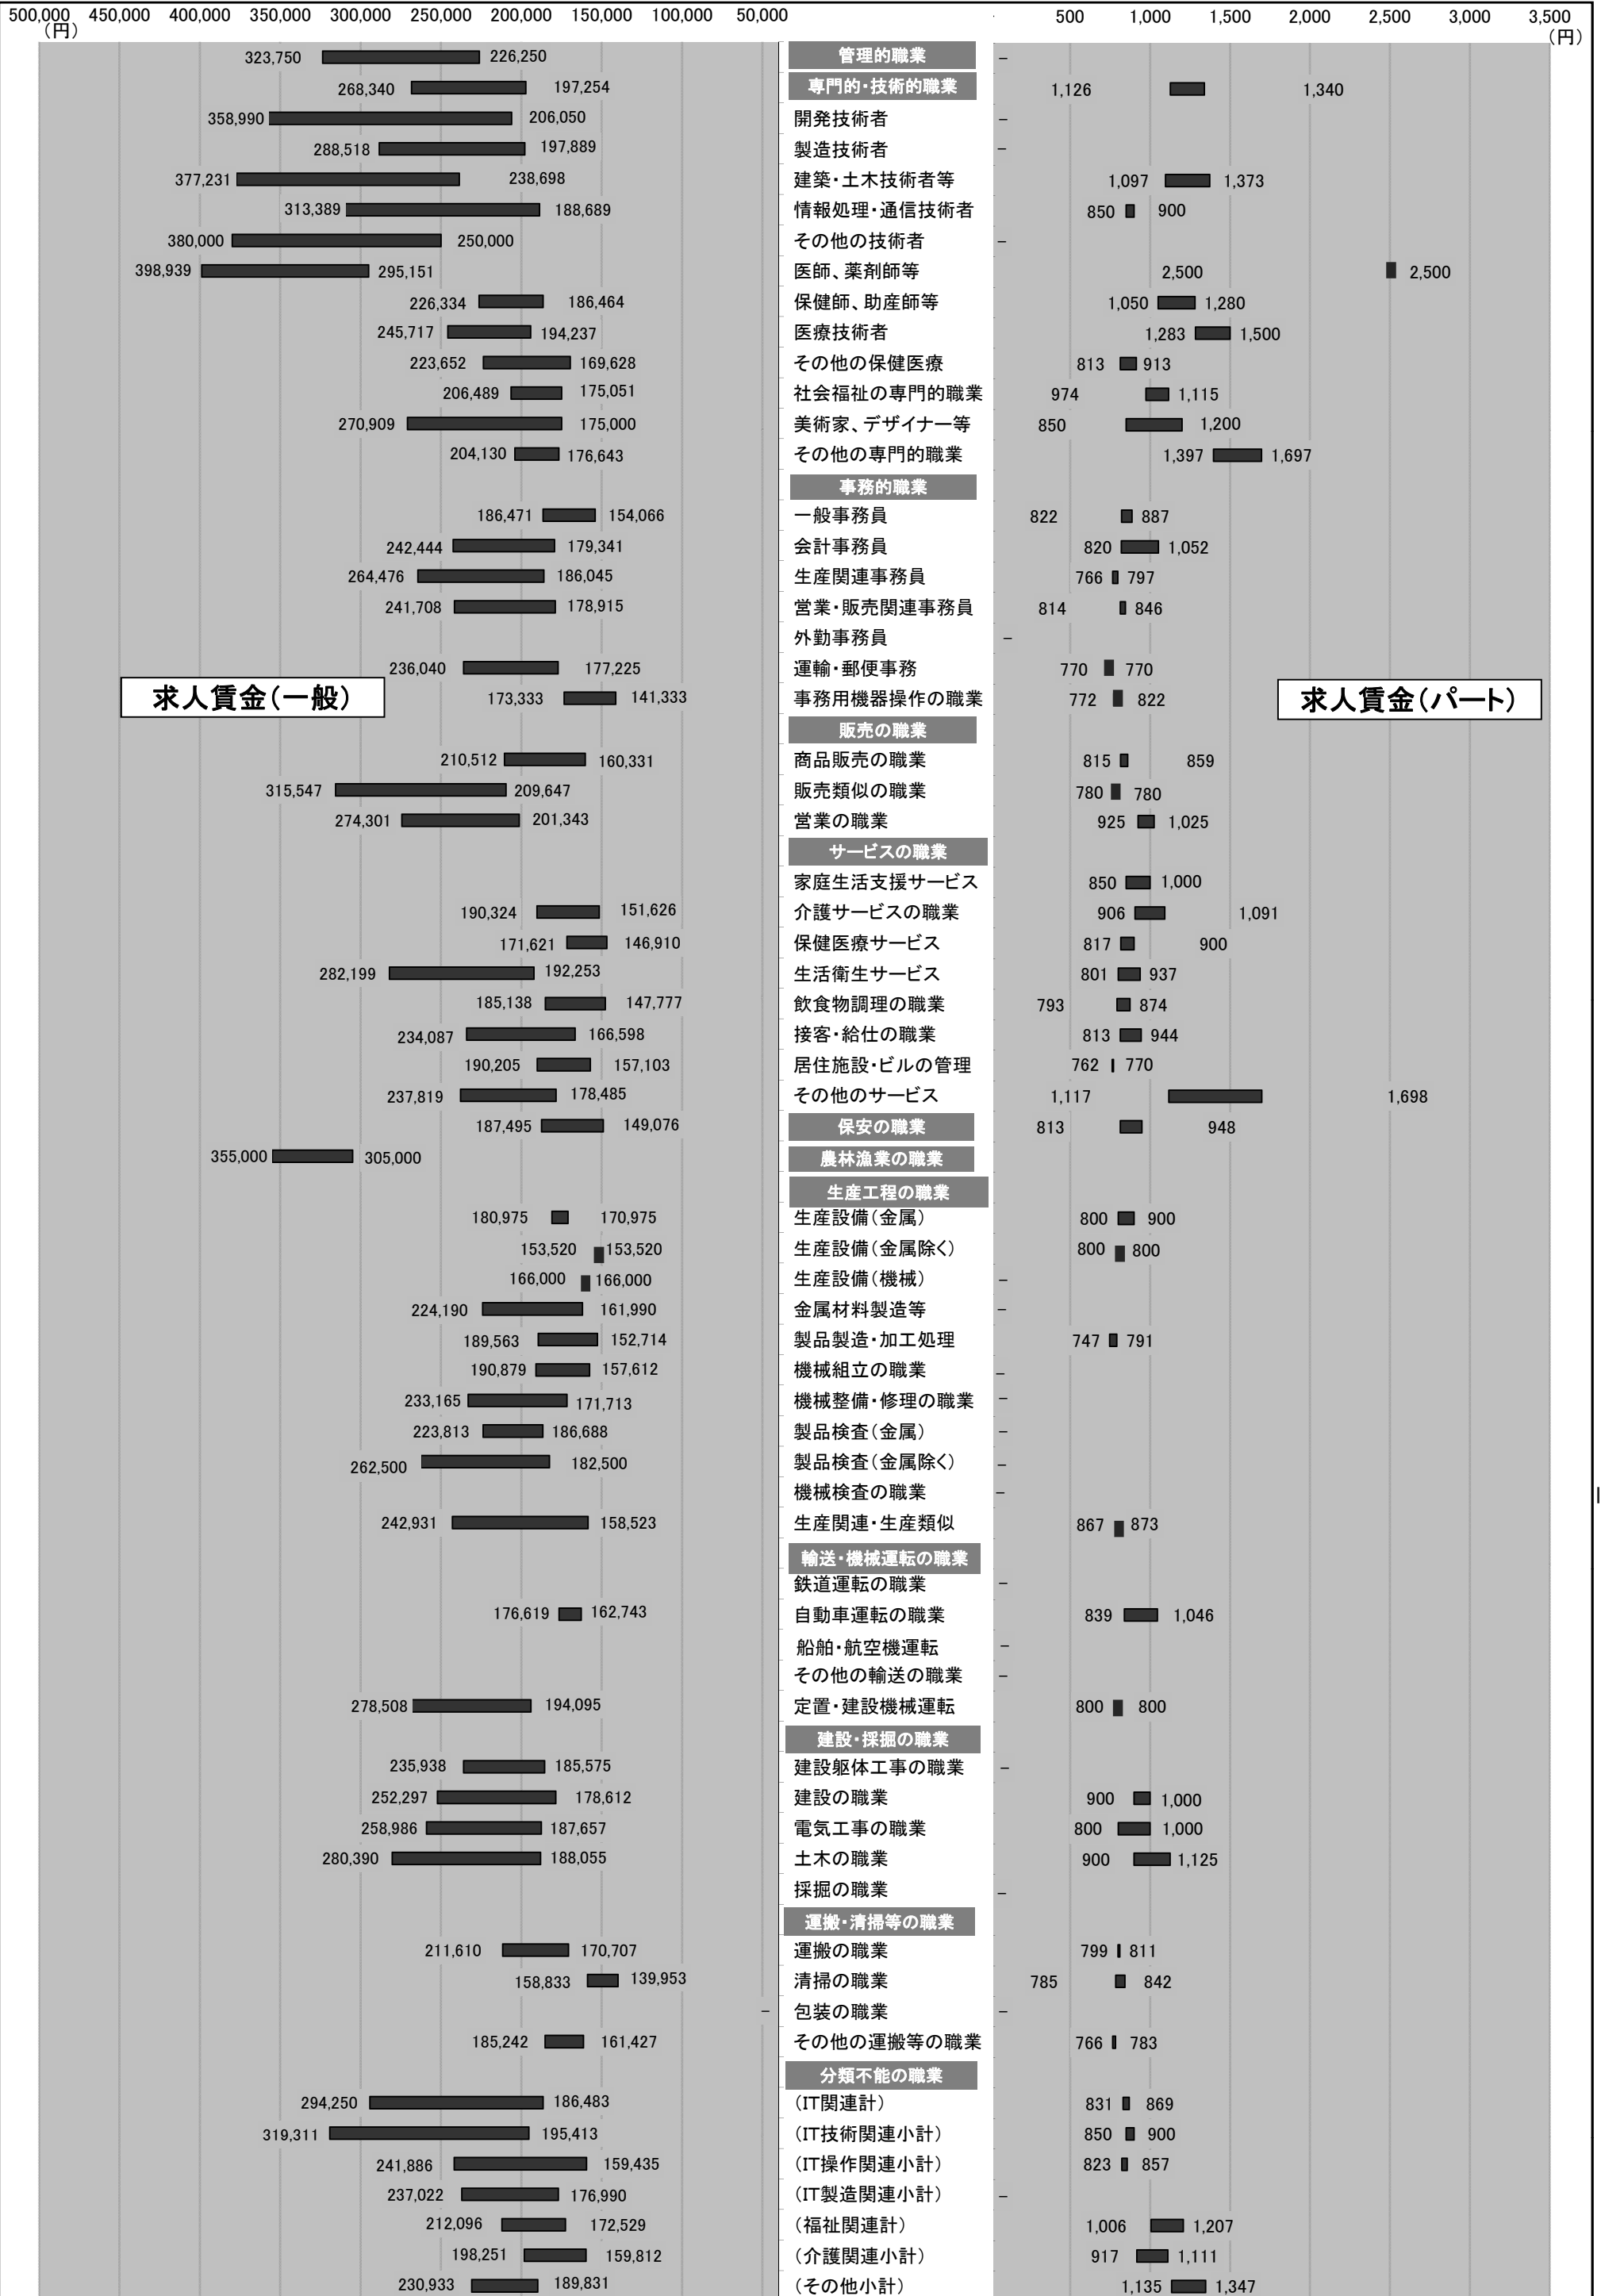 500,000 450,000 400,000 350,000 300,000 250,000 200,000 150,000 100,000 50,000 500 1,000 1,500 2,000 2,500 3,000 3,500
(円) (円)
323,750 226,250 管理的職業 -
268,340 197,254 専門的・技術的職業 1,126 1,340
358,990 206,050 開発技術者 -
288,518 197,889 製造技術者 -
377,231 238,698 建築・土木技術者等 1,097 1,373
313,389 188,689 情報処理・通信技術者 850 900
380,000 250,000 その他の技術者 -
398,939 295,151 医師、薬剤師等 2,500 2,500
226,334 186,464 保健師、助産師等 1,050 1,280
245,717 194,237 医療技術者 1,283 1,500
223,652 169,628 その他の保健医療 813 913
206,489 175,051 社会福祉の専門的職業 974 1,115
270,909 175,000 美術家、デザイナー等 850 1,200
204,130 176,643 その他の専門的職業 1,397 1,697
事務的職業
186,471 154,066 一般事務員 822 887
242,444 179,341 会計事務員 820 1,052
264,476 186,045 生産関連事務員 766 797
241,708 178,915 営業・販売関連事務員 814 846
外勤事務員 -
236,040 177,225 運輸・郵便事務 770 770
求人賃金(一般) 173,333 141,333 事務用機器操作の職業 772 822 求人賃金(パート)
販売の職業
210,512 160,331 商品販売の職業 815 859
315,547 209,647 販売類似の職業 780 780
274,301 201,343 営業の職業 925 1,025
サービスの職業
家庭生活支援サービス 850 1,000
190,324 151,626 介護サービスの職業 906 1,091
171,621 146,910 保健医療サービス 817 900
282,199 192,253 生活衛生サービス 801 937
185,138 147,777 飲食物調理の職業 793 874
234,087 166,598 接客・給仕の職業 813 944
190,205 157,103 居住施設・ビルの管理 762 770
237,819 178,485 その他のサービス 1,117 1,698
187,495 149,076 保安の職業 813 948
355,000 305,000 農林漁業の職業
生産工程の職業
180,975 170,975 生産設備(金属) 800 900
153,520 153,520 生産設備(金属除く) 800 800
166,000 166,000 生産設備(機械) -
224,190 161,990 金属材料製造等 -
189,563 152,714 製品製造・加工処理 747 791
190,879 157,612 機械組立の職業 -
233,165 171,713 機械整備・修理の職業 -
223,813 186,688 製品検査(金属) -
262,500 182,500 製品検査(金属除く) -
機械検査の職業 -
242,931 158,523 生産関連・生産類似 867 873
輸送・機械運転の職業
鉄道運転の職業 -
176,619 162,743 自動車運転の職業 839 1,046
船舶・航空機運転 -
その他の輸送の職業 -
278,508 194,095 定置・建設機械運転 800 800
建設・採掘の職業
235,938 185,575 建設躯体工事の職業 -
252,297 178,612 建設の職業 900 1,000
258,986 187,657 電気工事の職業 800 1,000
280,390 188,055 土木の職業 900 1,125
採掘の職業 -
運搬・清掃等の職業
211,610 170,707 運搬の職業 799 811
158,833 139,953 清掃の職業 785 842
- 包装の職業 -
185,242 161,427 その他の運搬等の職業 766 783
分類不能の職業
294,250 186,483 (IT関連計) 831 869
319,311 195,413 (IT技術関連小計) 850 900
241,886 159,435 (IT操作関連小計) 823 857
237,022 176,990 (IT製造関連小計) -
212,096 172,529 (福祉関連計) 1,006 1,207
198,251 159,812 (介護関連小計) 917 1,111
230,933 189,831 (その他小計) 1,135 1,347